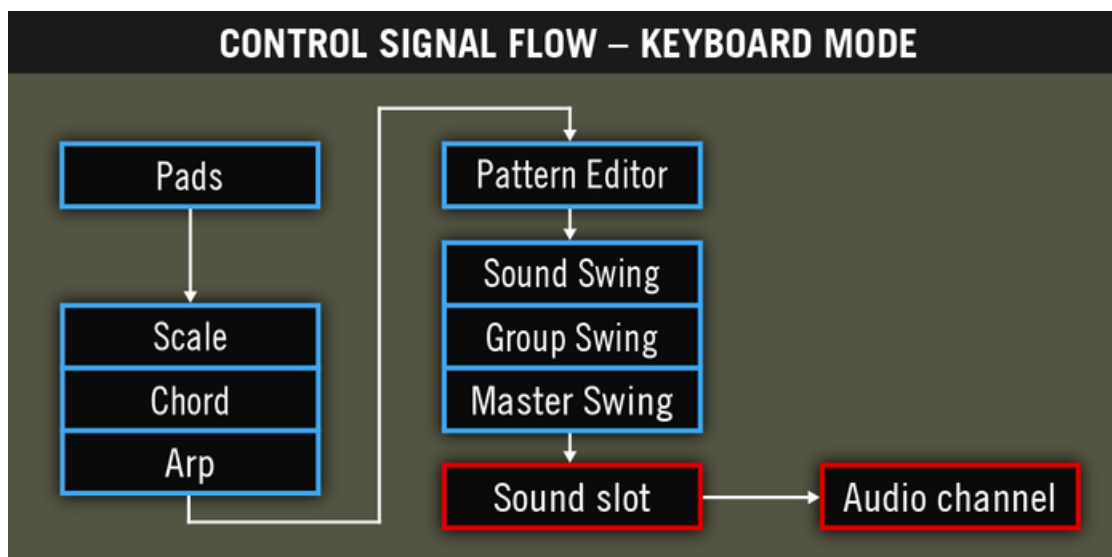 CONTROL SIGNAL FLOW – KEYBOARD MODE
Pads
Scale
Chord
Arp
Pattern Editor
Sound Swing
Group Swing
Master Swing
Sound slot
Audio channel